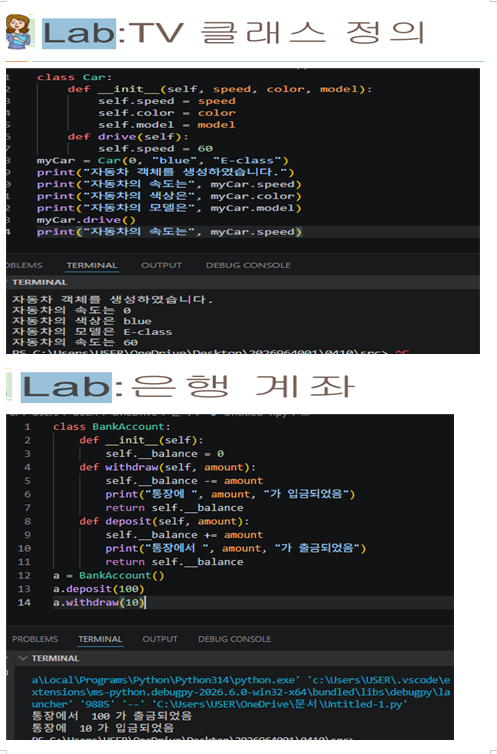 Lab:TV 클래스 정의
class Car:
def __init__(self, speed, color, model):
self.speed = speed
self.color = color
self.model = model
def drive(self):
self.speed = 60
myCar = Car(0, "blue", "E-class")
print("자동차 객체를 생성하였습니다.")
print("자동차의 속도는", myCar.speed)
print("자동차의 색상은", myCar.color)
print("자동차의 모델은", myCar.model)
myCar.drive()
print("자동차의 속도는", myCar.speed)
OBLEMS TERMINAL OUTPUT DEBUG CONSOLE
TERMINAL
자동차 객체를 생성하였습니다.
자동차의 속도는 0
자동차의 색상은 blue
자동차의 모델은 E-class
자동차의 속도는 60
PS C:\Users\USER\OneDrive\Desktop\2026964001\0410\src> ^C
Lab:은행 계좌
1 class BankAccount:
2 def __init__(self):
3 self.__balance = 0
4 def withdraw(self, amount):
5 self.__balance -= amount
6 print("통장에 ", amount, "가 입금되었음")
7 return self.__balance
8 def deposit(self, amount):
9 self.__balance += amount
10 print("통장에서 ", amount, "가 출금되었음")
11 return self.__balance
12 a = BankAccount()
13 a.deposit(100)
14 a.withdraw(10)
PROBLEMS TERMINAL OUTPUT DEBUG CONSOLE
TERMINAL
a\Local\Programs\Python\Python314\python.exe' 'c:\Users\USER\.vscode\e
xtensions\ms-python.debugpy-2026.6.0-win32-x64\bundled\libs\debugpy\la
uncher' '9885' '--' 'C:\Users\USER\OneDrive\문서\Untitled-1.py'
통장에서  100 가 출금되었음
통장에  10 가 입금되었음